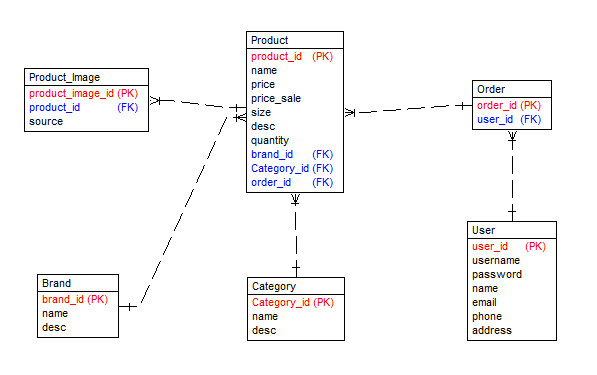 Product
product_id (PK)
name
price
price_sale
size
desc
quantity
brand_id (FK)
Category_id (FK)
order_id (FK)
Product_Image
product_image_id (PK)
product_id (FK)
source
Order
order_id (PK)
user_id (FK)
User
user_id (PK)
username
password
name
email
phone
address
Brand
brand_id (PK)
name
desc
Category
Category_id (PK)
name
desc